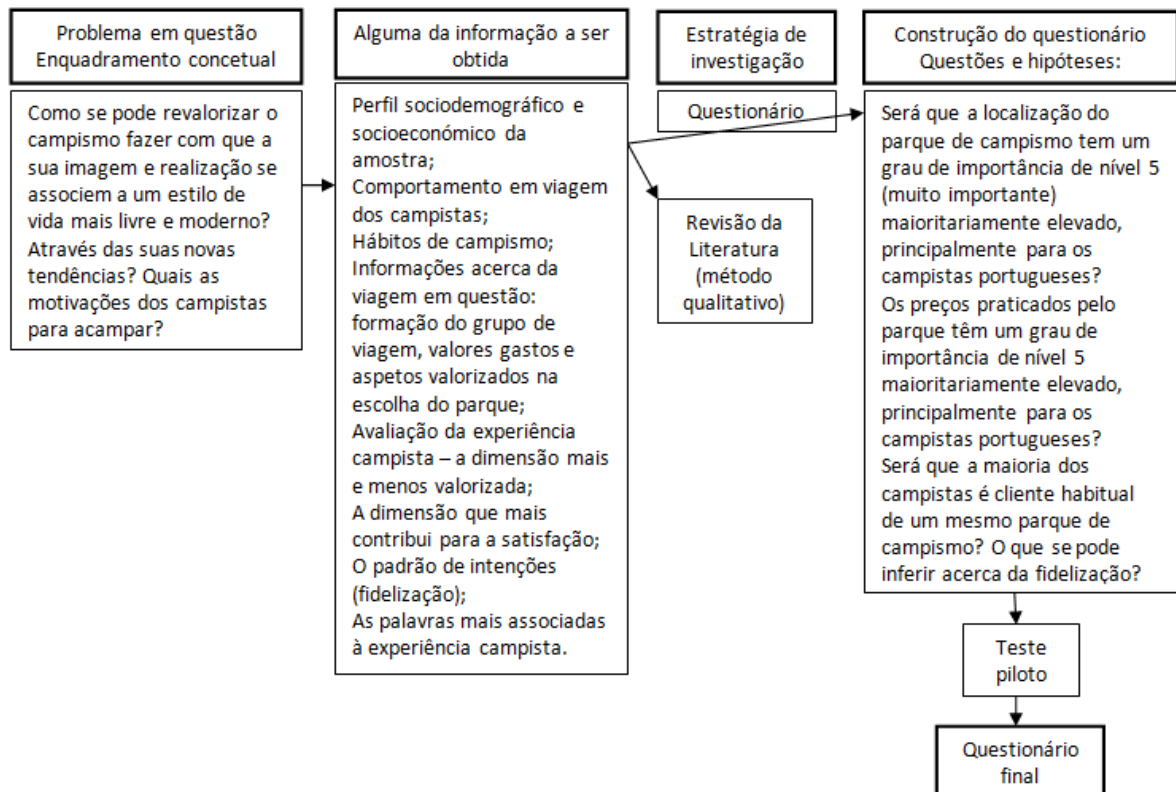 Problema em questão
Enquadramento concetual
Como se pode revalorizar o
campismo fazer com que a
sua imagem e realização se
associem a um estilo de
vida mais livre e moderno?
Através das suas novas
tendências? Quais as
motivações dos campistas
para acampar?
Alguma da informação a ser
obtida
Perfil sociodemográfico e
socioeconómico da
amostra;
Comportamento em viagem
dos campistas;
Hábitos de campismo;
Informações acerca da
viagem em questão:
formação do grupo de
viagem, valores gastos e
aspetos valorizados na
escolha do parque;
Avaliação da experiência
campista – a dimensão mais
e menos valorizada;
A dimensão que mais
contribui para a satisfação;
O padrão de intenções
(fidelização);
As palavras mais associadas
à experiência campista.
Estratégia de
investigação
Questionário
Revisão da
Literatura
(método
qualitativo)
Construção do questionário
Questões e hipóteses:
Será que a localização do
parque de campismo tem um
grau de importância de nível 5
(muito importante)
maioritariamente elevado,
principalmente para os
campistas portugueses?
Os preços praticados pelo
parque têm um grau de
importância de nível 5
maioritariamente elevado,
principalmente para os
campistas portugueses?
Será que a maioria dos
campistas é cliente habitual
de um mesmo parque de
campismo? O que se pode
inferir acerca da fidelização?
Teste
piloto
Questionário
final